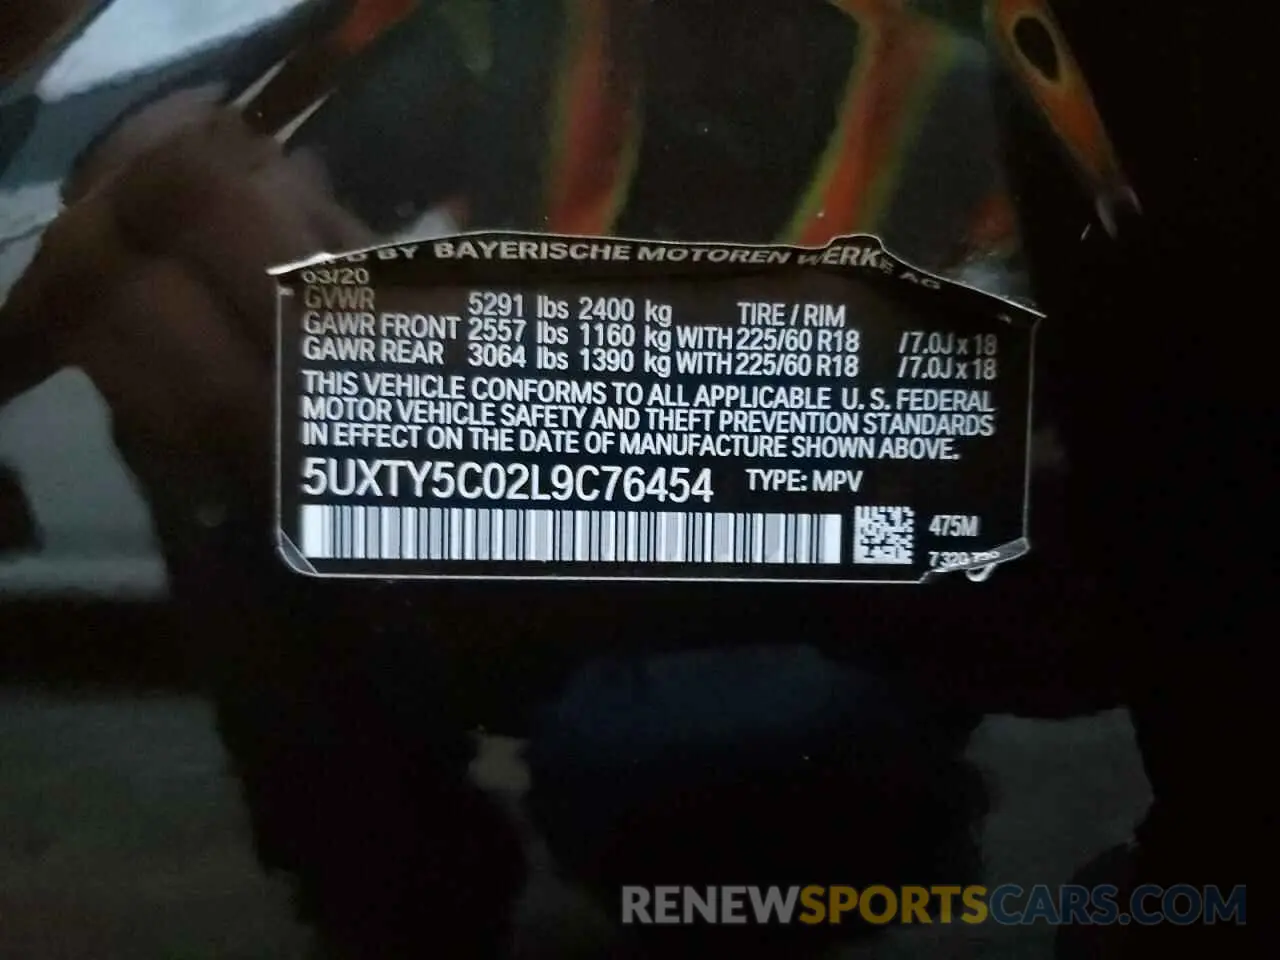 BY BAYERISCHE MOTOREN WERKE AG
03/20
GVWR 5291 lbs 2400 kg TIRE / RIM
GAWR FRONT 2557 lbs 1160 kg WITH 225/60 R18 /7.0J x 18
GAWR REAR 3064 lbs 1390 kg WITH 225/60 R18 /7.0J x 18
THIS VEHICLE CONFORMS TO ALL APPLICABLE U. S. FEDERAL
MOTOR VEHICLE SAFETY AND THEFT PREVENTION STANDARDS
IN EFFECT ON THE DATE OF MANUFACTURE SHOWN ABOVE.
5UXTY5C02L9C76454 TYPE: MPV
475M
RENEWSPORTSCARS.COM